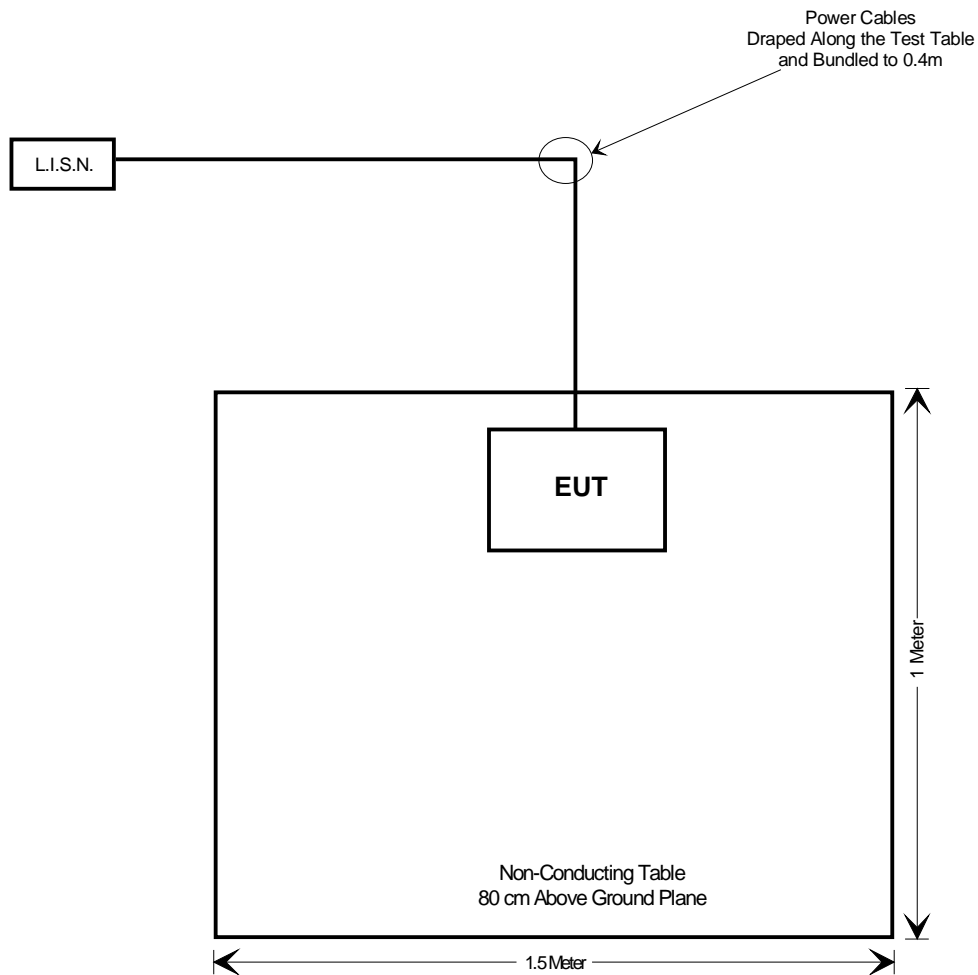 Power Cables
Draped Along the Test Table
and Bundled to 0.4m
L.I.S.N.
EUT
1 Meter
Non-Conducting Table
80 cm Above Ground Plane
1.5 Meter